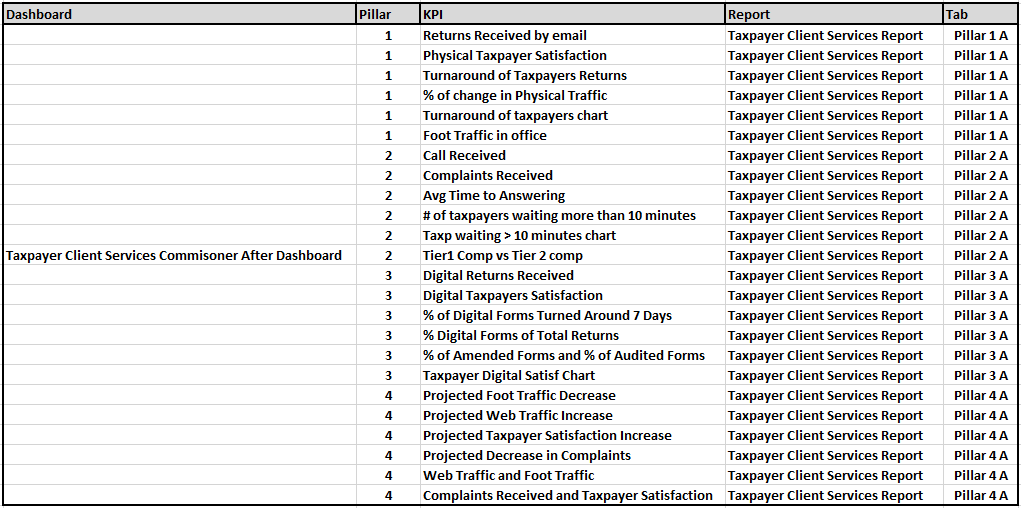 Dashboard Pillar KPI Report Tab
1 Returns Received by email Taxpayer Client Services Report Pillar 1 A
1 Physical Taxpayer Satisfaction Taxpayer Client Services Report Pillar 1 A
1 Turnaround of Taxpayers Returns Taxpayer Client Services Report Pillar 1 A
1 % of change in Physical Traffic Taxpayer Client Services Report Pillar 1 A
1 Turnaround of taxpayers chart Taxpayer Client Services Report Pillar 1 A
1 Foot Traffic in office Taxpayer Client Services Report Pillar 1 A
2 Call Received Taxpayer Client Services Report Pillar 2 A
2 Complaints Received Taxpayer Client Services Report Pillar 2 A
2 Avg Time to Answering Taxpayer Client Services Report Pillar 2 A
2 # of taxpayers waiting more than 10 minutes Taxpayer Client Services Report Pillar 2 A
2 Taxp waiting > 10 minutes chart Taxpayer Client Services Report Pillar 2 A
Taxpayer Client Services Commisoner After Dashboard 2 Tier1 Comp vs Tier 2 comp Taxpayer Client Services Report Pillar 2 A
3 Digital Returns Received Taxpayer Client Services Report Pillar 3 A
3 Digital Taxpayers Satisfaction Taxpayer Client Services Report Pillar 3 A
3 % of Digital Forms Turned Around 7 Days Taxpayer Client Services Report Pillar 3 A
3 % Digital Forms of Total Returns Taxpayer Client Services Report Pillar 3 A
3 % of Amended Forms and % of Audited Forms Taxpayer Client Services Report Pillar 3 A
3 Taxpayer Digital Satisf Chart Taxpayer Client Services Report Pillar 3 A
4 Projected Foot Traffic Decrease Taxpayer Client Services Report Pillar 4 A
4 Projected Web Traffic Increase Taxpayer Client Services Report Pillar 4 A
4 Projected Taxpayer Satisfaction Increase Taxpayer Client Services Report Pillar 4 A
4 Projected Decrease in Complaints Taxpayer Client Services Report Pillar 4 A
4 Web Traffic and Foot Traffic Taxpayer Client Services Report Pillar 4 A
4 Complaints Received and Taxpayer Satisfaction Taxpayer Client Services Report Pillar 4 A